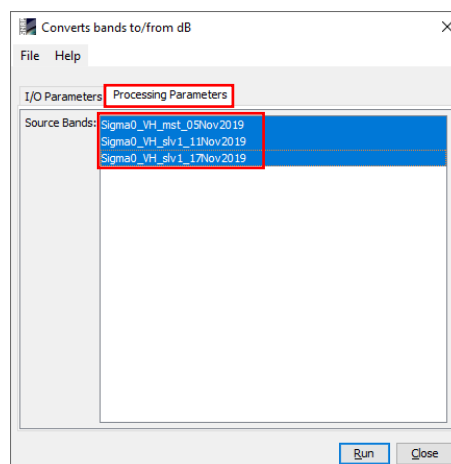 Converts bands to/from dB
File Help
I/O Parameters Processing Parameters
Source Bands: Sigma0_VH_mst_05Nov2019
Sigma0_VH_slv1_11Nov2019
Sigma0_VH_slv1_17Nov2019
Run Close